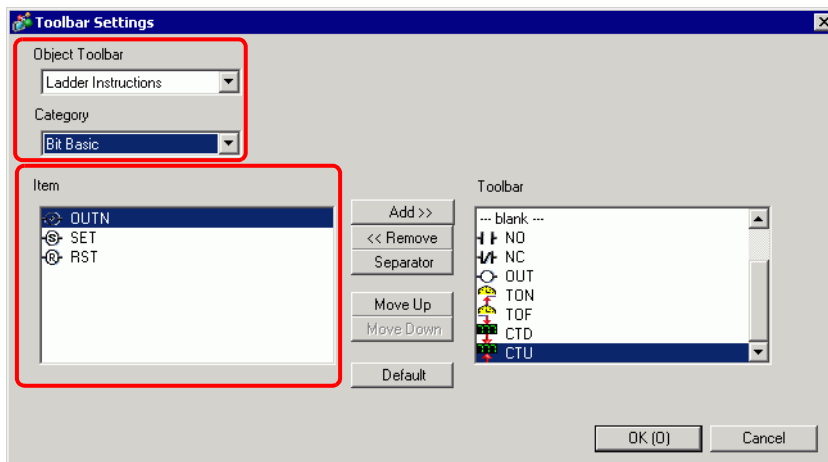 Toolbar Settings
Object Toolbar
Ladder Instructions
Category
Bit Basic
Item
OUTN
SET
RST
Add >>
<< Remove
Separator
Move Up
Move Down
Default
Toolbar
--- blank ---
NO
NC
OUT
TON
TOF
CTD
CTU
OK (O)
Cancel